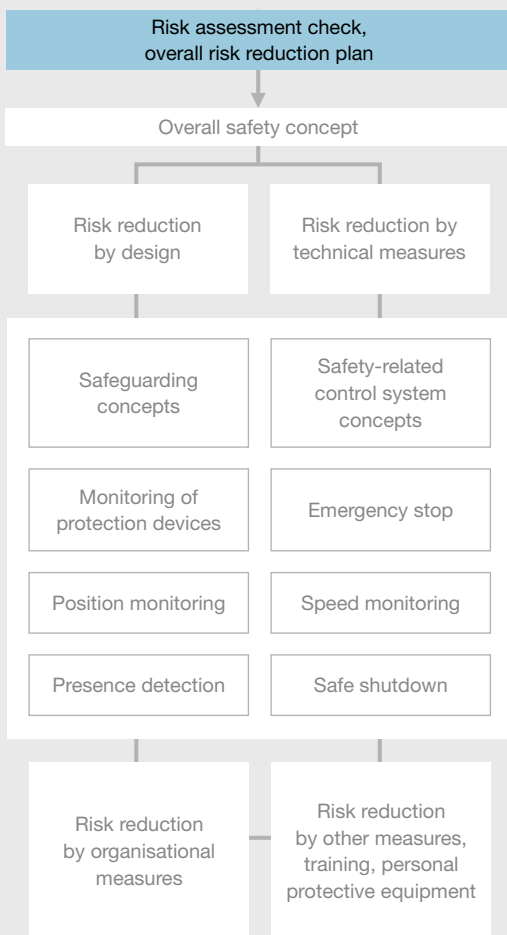 Risk assessment check,
overall risk reduction plan
Overall safety concept
Risk reduction
by design
Risk reduction by
technical measures
Safeguarding
concepts
Safety-related
control system
concepts
Monitoring of
protection devices
Emergency stop
Position monitoring
Speed monitoring
Presence detection
Safe shutdown
Risk reduction
by organisational
measures
Risk reduction
by other measures,
training, personal
protective equipment